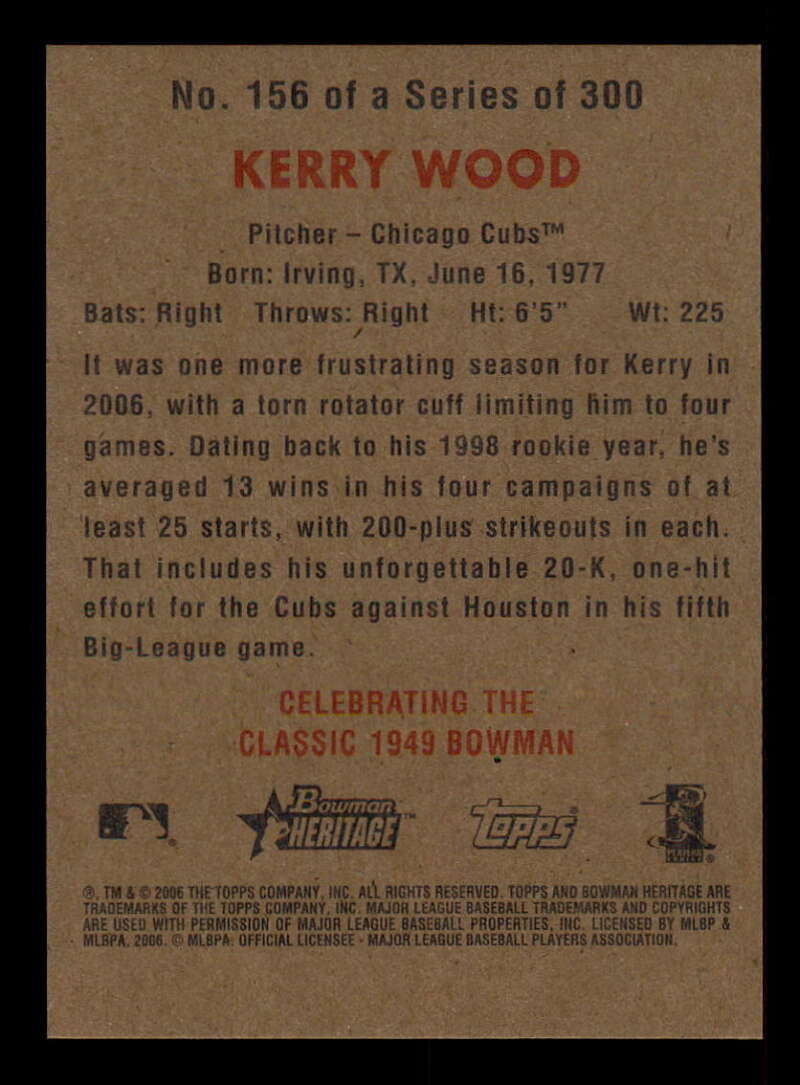 No. 156 of a Series of 300
KERRY WOOD
Pitcher – Chicago Cubs™
Born: Irving, TX, June 16, 1977
Bats: Right Throws: Right Ht: 6'5" Wt: 225
It was one more frustrating season for Kerry in
2006, with a torn rotator cuff limiting him to four
games. Dating back to his 1998 rookie year, he's
averaged 13 wins in his four campaigns of at
least 25 starts, with 200-plus strikeouts in each.
That includes his unforgettable 20-K, one-hit
effort for the Cubs against Houston in his fifth
Big-League game.
CELEBRATING THE
CLASSIC 1949 BOWMAN
Bowman HERITAGE™ Topps®
®, TM & © 2006 THE TOPPS COMPANY, INC. ALL RIGHTS RESERVED. TOPPS AND BOWMAN HERITAGE ARE
TRADEMARKS OF THE TOPPS COMPANY, INC. MAJOR LEAGUE BASEBALL TRADEMARKS AND COPYRIGHTS
ARE USED WITH PERMISSION OF MAJOR LEAGUE BASEBALL PROPERTIES, INC. LICENSED BY MLBP &
MLBPA. 2006. © MLBPA. OFFICIAL LICENSEE - MAJOR LEAGUE BASEBALL PLAYERS ASSOCIATION.